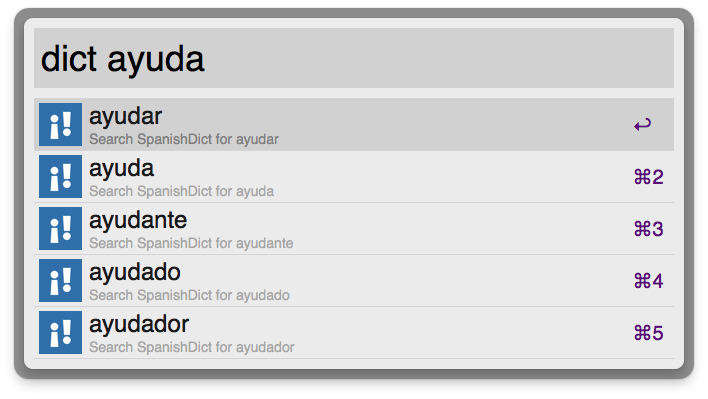 dict ayuda
¡! ayudar
Search SpanishDict for ayudar
↩
¡! ayuda
Search SpanishDict for ayuda
⌘2
¡! ayudante
Search SpanishDict for ayudante
⌘3
¡! ayudado
Search SpanishDict for ayudado
⌘4
¡! ayudador
Search SpanishDict for ayudador
⌘5